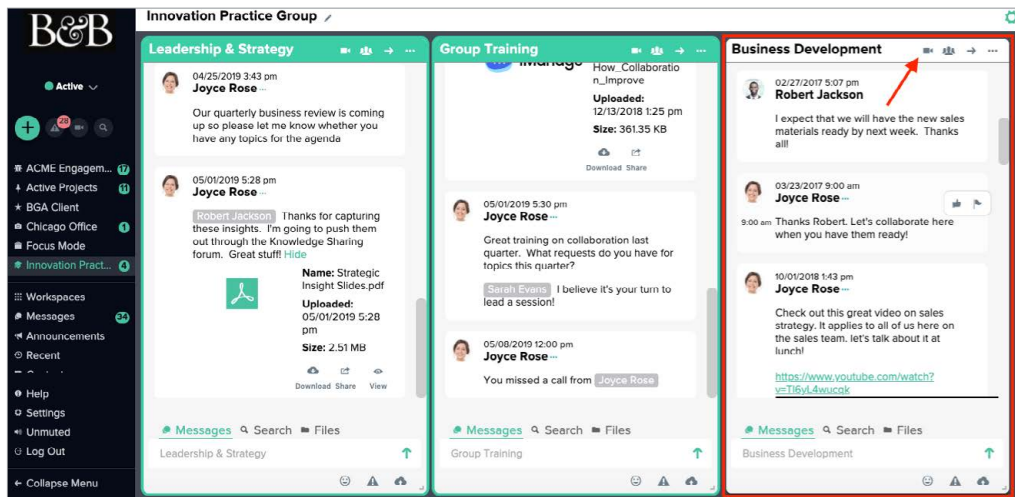 B&B
Active
28
ACME Engagem... 17
Active Projects 11
BGA Client
Chicago Office 1
Focus Mode
Innovation Pract... 4
Workspaces
Messages 34
Announcements
Recent
Help
Settings
Unmuted
Log Out
Collapse Menu
Innovation Practice Group
Leadership & Strategy
04/25/2019 3:43 pm
Joyce Rose
Our quarterly business review is coming
up so please let me know whether you
have any topics for the agenda
05/01/2019 5:28 pm
Joyce Rose
Robert Jackson Thanks for capturing
these insights. I'm going to push them
out through the Knowledge Sharing
forum. Great stuff! Hide
Name: Strategic
Insight Slides.pdf
Uploaded:
05/01/2019 5:28
pm
Size: 2.51 MB
Download Share View
Messages Search Files
Leadership & Strategy
Group Training
iManage
How_Collaboratio
n_Improve
Uploaded:
12/13/2018 1:25 pm
Size: 361.35 KB
Download Share
05/01/2019 5:30 pm
Joyce Rose
Great training on collaboration last
quarter. What requests do you have for
topics this quarter?
Sarah Evans I believe it's your turn to
lead a session!
05/08/2019 12:00 pm
Joyce Rose
You missed a call from Joyce Rose
Messages Search Files
Group Training
Business Development
02/27/2017 5:07 pm
Robert Jackson
I expect that we will have the new sales
materials ready by next week. Thanks
all!
03/23/2017 9:00 am
Joyce Rose
9:00 am Thanks Robert. Let's collaborate here
when you have them ready!
10/01/2018 1:43 pm
Joyce Rose
Check out this great video on sales
strategy. It applies to all of us here on
the sales team. let's talk about it at
lunch!
https://www.youtube.com/watch?
v=Tl6yL4wucqk
Messages Search Files
Business Development